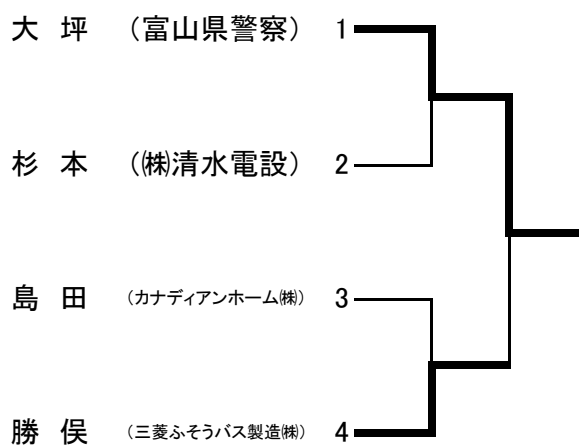 大 坪 （富山県警察） 1
杉 本 （㈱清水電設） 2
島 田 （カナディアンホーム㈱） 3
勝 俣 （三菱ふそうバス製造㈱） 4